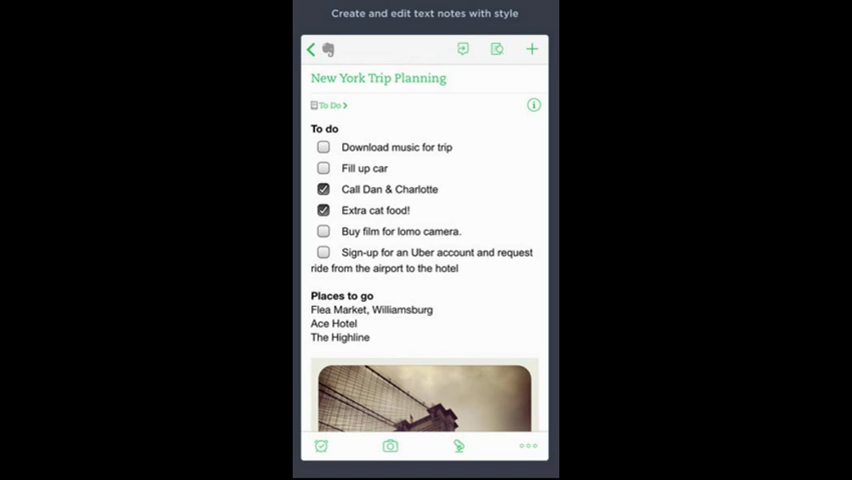 Create and edit text notes with style
New York Trip Planning
To Do
To do
Download music for trip
Fill up car
Call Dan & Charlotte
Extra cat food!
Buy film for lomo camera.
Sign-up for an Uber account and request
ride from the airport to the hotel
Places to go
Flea Market, Williamsburg
Ace Hotel
The Highline